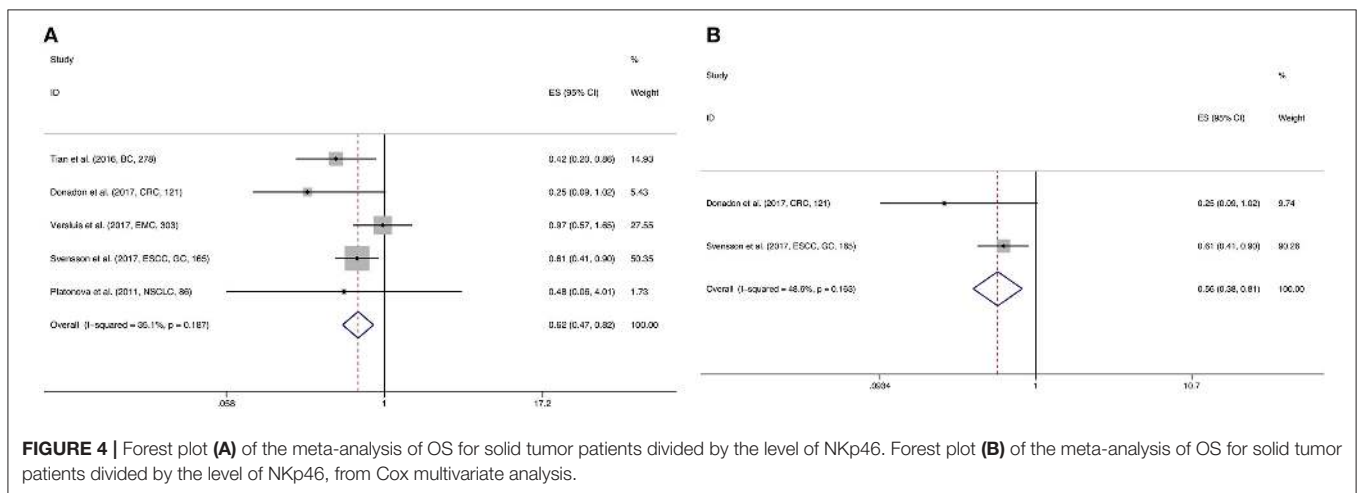 A
Study %
ID ES (95% CI) Weight
Tian et al. (2016, BC, 278) 0.42 (0.20, 0.86) 14.93
Donadon et al. (2017, CRC, 121) 0.25 (0.09, 1.02) 5.43
Versluis et al. (2017, EMC, 303) 0.97 (0.57, 1.65) 27.55
Svensson et al. (2017, ESCC, GC, 165) 0.61 (0.41, 0.90) 50.35
Platonova et al. (2011, NSCLC, 86) 0.48 (0.06, 4.01) 1.73
Overall (I-squared = 35.1%, p = 0.187) 0.62 (0.47, 0.82) 100.00
.058 1 17.2
B
Study %
ID ES (95% CI) Weight
Donadon et al. (2017, CRC, 121) 0.25 (0.09, 1.02) 9.74
Svensson et al. (2017, ESCC, GC, 165) 0.61 (0.41, 0.90) 90.26
Overall (I-squared = 48.6%, p = 0.163) 0.56 (0.38, 0.81) 100.00
.0934 1 10.7
FIGURE 4 | Forest plot (A) of the meta-analysis of OS for solid tumor patients divided by the level of NKp46. Forest plot (B) of the meta-analysis of OS for solid tumor
patients divided by the level of NKp46, from Cox multivariate analysis.